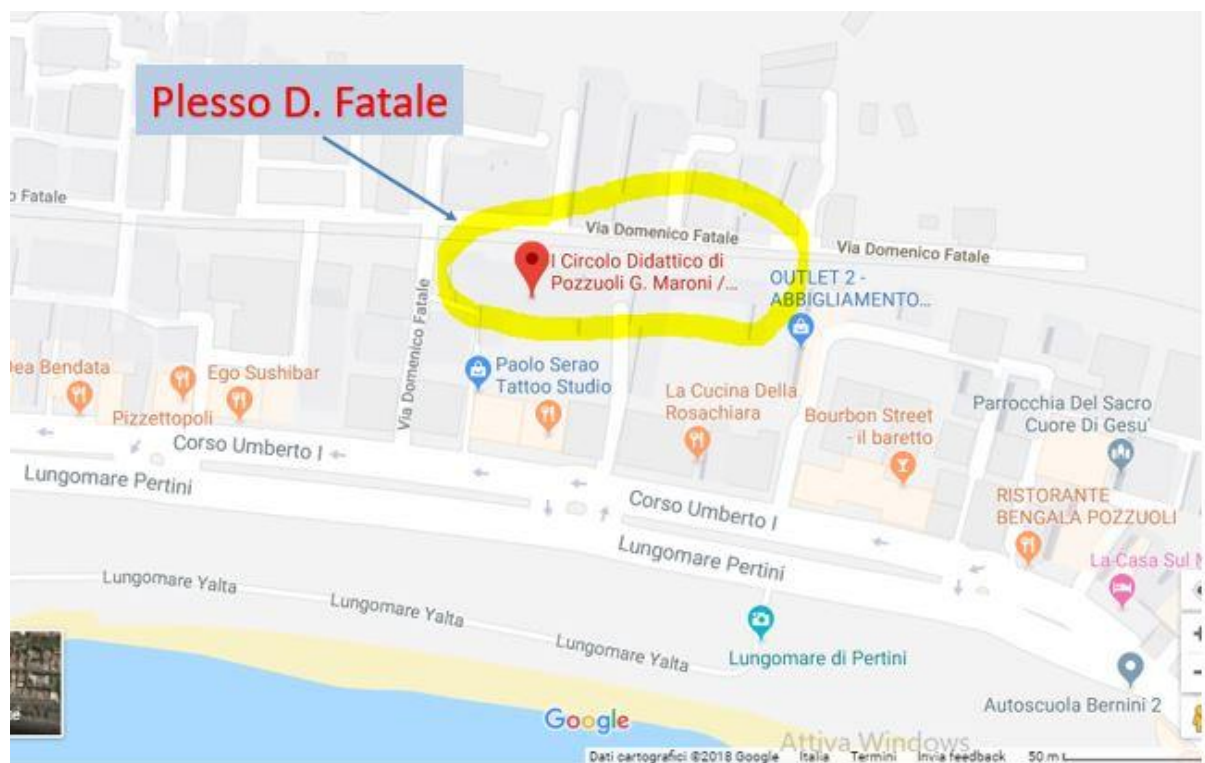 Plesso D. Fatale
Fatale
Via Domenico Fatale
Via Domenico Fatale
I Circolo Didattico di
Pozzuoli G. Maroni /...
OUTLET 2 -
ABBIGLIAMENTO...
Via Domenico Fatale
ea Bendata
Pizzettopoli
Ego Sushibar
Paolo Serao
Tattoo Studio
La Cucina Della
Rosachiara
Bourbon Street
- il baretto
Parrocchia Del Sacro
Cuore Di Gesu'
Corso Umberto I
Lungomare Pertini
Corso Umberto I
RISTORANTE
BENGALA POZZUOLI
Lungomare Pertini
La Casa Sul
Lungomare Yalta
Lungomare Yalta
Lungomare Yalta
Lungomare di Pertini
Autoscuola Bernini 2
Google
Attiva Windows
Dati cartografici ©2018 Google Italia Termini Invia feedback 50 m